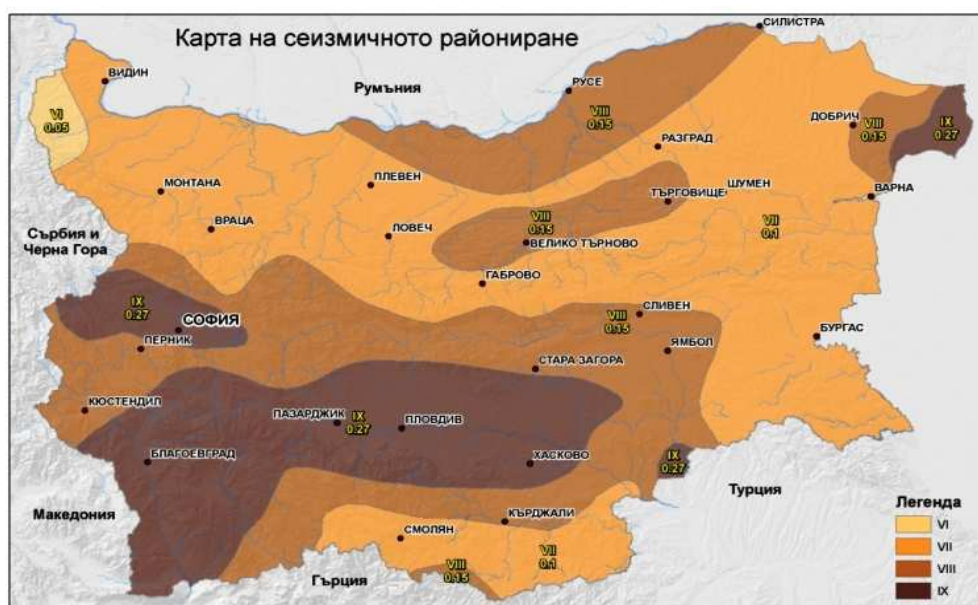 Карта на сеизмичното райониране
СИЛИСТРА
ВИДИН
Румъния
РУСЕ
VI
0.05
VIII
0.15
ДОБРИЧ
VIII
0.15
IX
0.27
РАЗГРАД
ПЛЕВЕН
МОНТАНА
ТЪРГОВИЩЕ
ШУМЕН
ВАРНА
Сърбия и
Черна Гора
ВРАЦА
ЛОВЕЧ
VIII
0.15
ВЕЛИКО ТЪРНОВО
VII
0.1
ГАБРОВО
IX
0.27
СОФИЯ
VIII
0.15
СЛИВЕН
БУРГАС
ПЕРНИК
ЯМБОЛ
СТАРА ЗАГОРА
КЮСТЕНДИЛ
ПАЗАРДЖИК
IX
0.27
ПЛОВДИВ
БЛАГОЕВГРАД
ХАСКОВО
IX
0.27
Турция
Македония
КЪРДЖАЛИ
СМОЛЯН
VII
0.1
VIII
0.15
Гърция
Легенда
VI
VII
VIII
IX